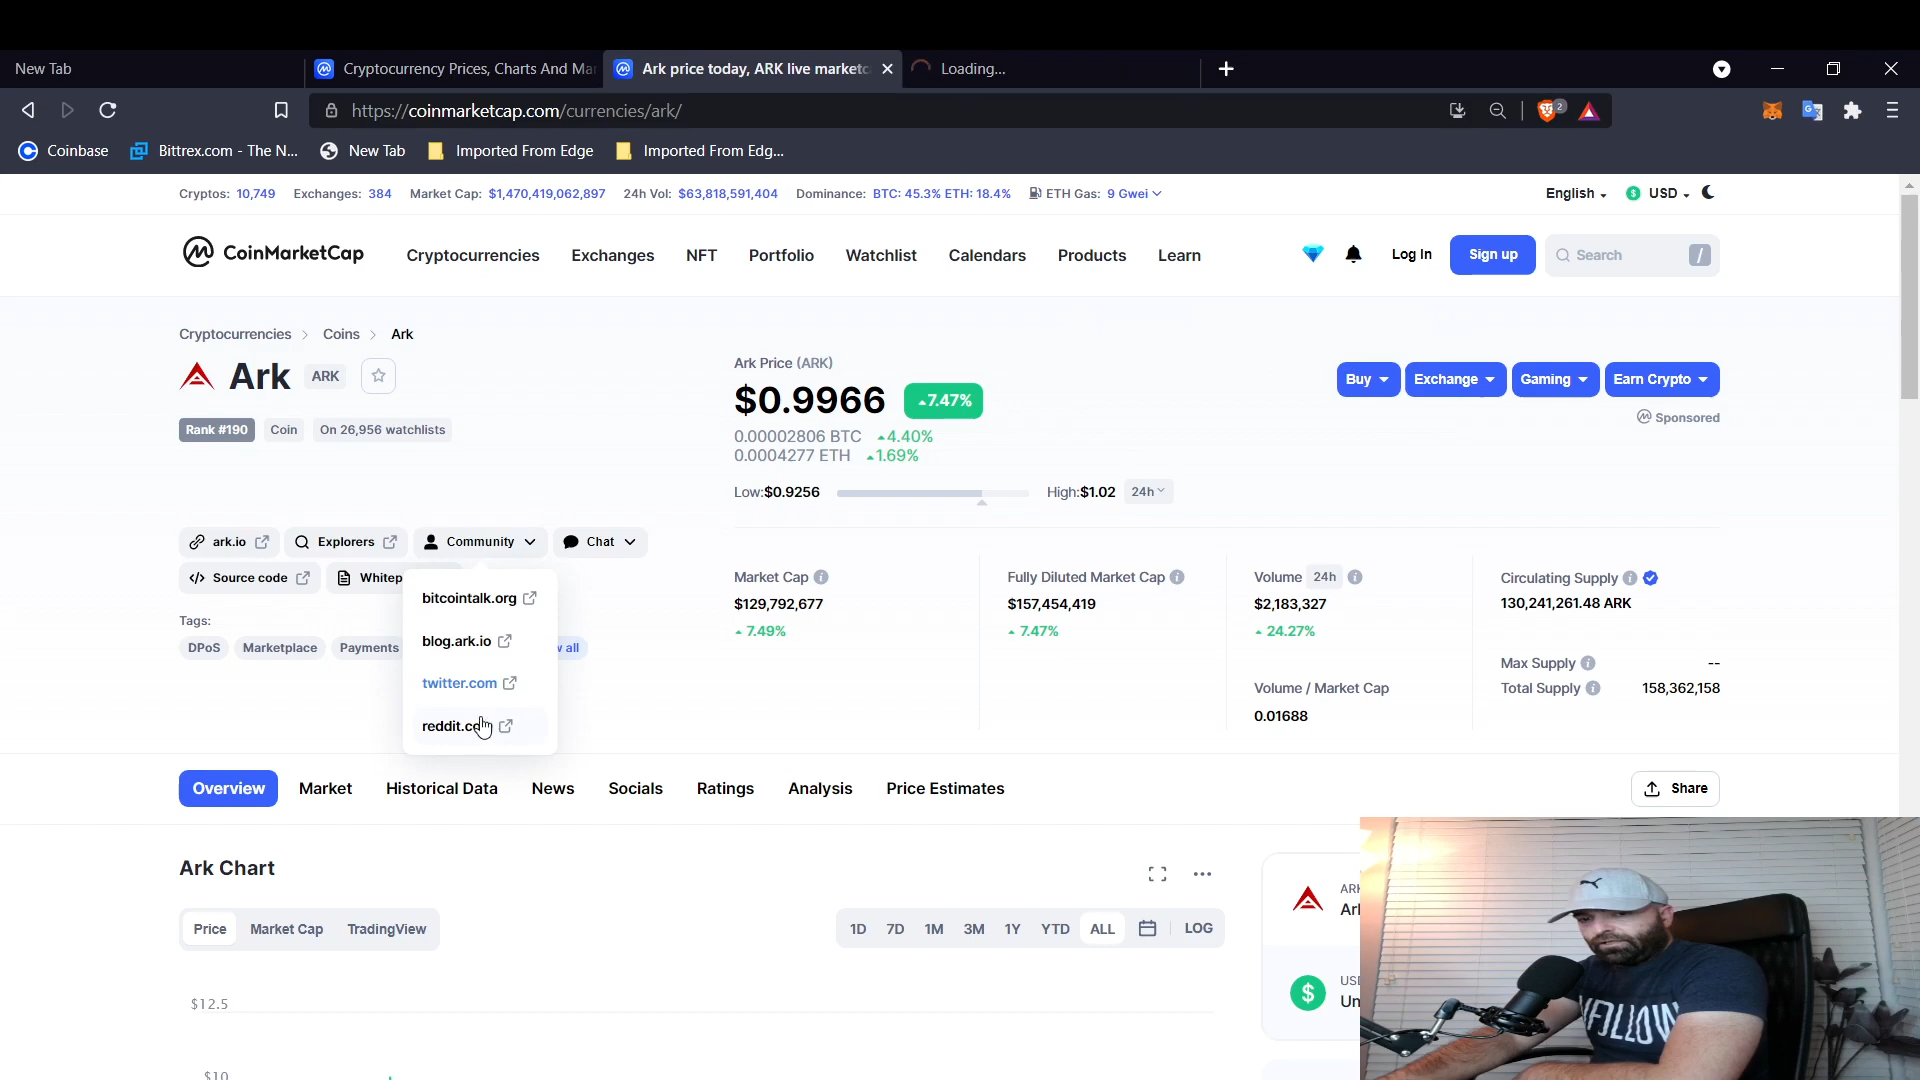 New Tab
Cryptocurrency Prices, Charts And Mar
Ark price today, ARK live marketc
Loading...
https://coinmarketcap.com/currencies/ark/
2
Coinbase
Bittrex.com - The N...
New Tab
Imported From Edge
Imported From Edg...
Cryptos: 10,749 Exchanges: 384 Market Cap: $1,470,419,062,897 24h Vol: $63,818,591,404 Dominance: BTC: 45.3% ETH: 18.4% ETH Gas: 9 Gwei
English
USD
CoinMarketCap
Cryptocurrencies Exchanges NFT Portfolio Watchlist Calendars Products Learn
Log In
Sign up
Search /
Cryptocurrencies > Coins > Ark
Ark ARK
Rank #190 Coin On 26,956 watchlists
Ark Price (ARK)
$0.9966 7.47%
0.00002806 BTC 4.40%
0.0004277 ETH 1.69%
Low:$0.9256 High:$1.02 24h
Buy Exchange Gaming Earn Crypto
Sponsored
ark.io Explorers Community Chat
Source code Whitep
bitcointalk.org
blog.ark.io
twitter.com
reddit.co
Tags:
DPoS Marketplace Payments all
Market Cap
$129,792,677
7.49%
Fully Diluted Market Cap
$157,454,419
7.47%
Volume 24h
$2,183,327
24.27%
Volume / Market Cap
0.01688
Circulating Supply
130,241,261.48 ARK
Max Supply --
Total Supply 158,362,158
Overview Market Historical Data News Socials Ratings Analysis Price Estimates
Share
Ark Chart
Price Market Cap TradingView
1D 7D 1M 3M 1Y YTD ALL LOG
$12.5
$10
ARK
Ark
$
USD
Un